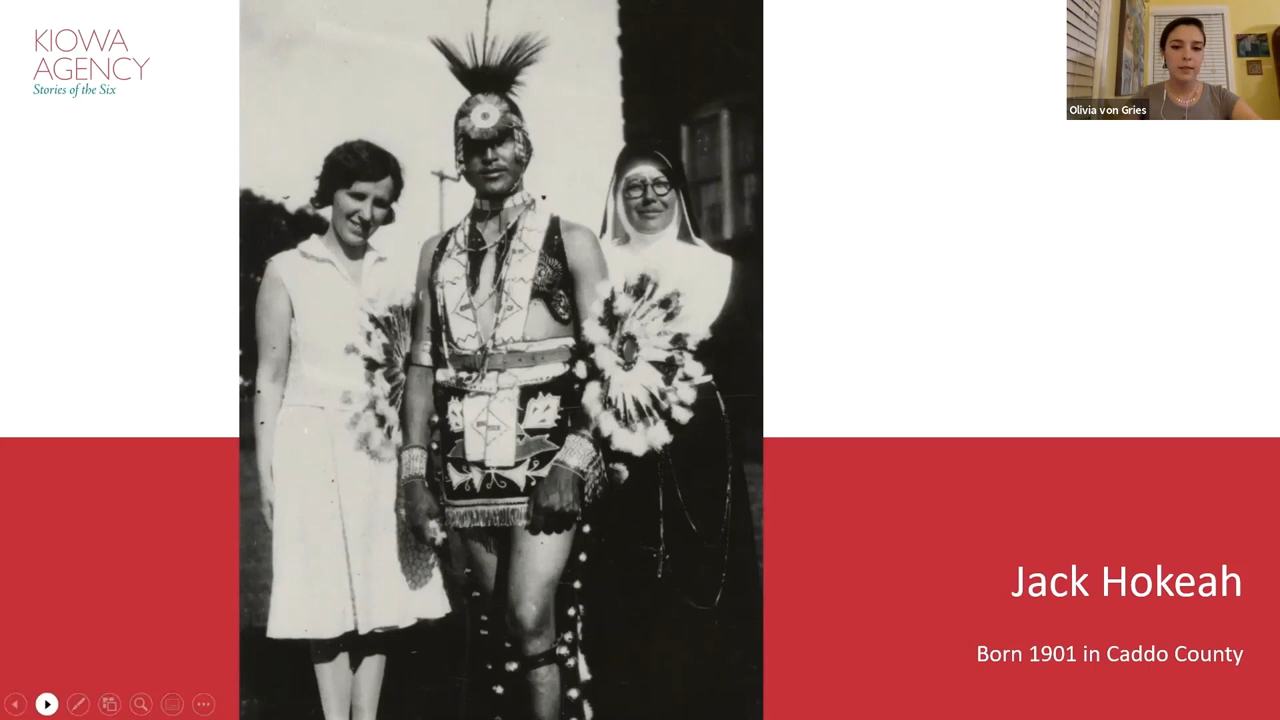 KIOWA
AGENCY
Stories of the Six
Olivia von Gries
Jack Hokeah
Born 1901 in Caddo County